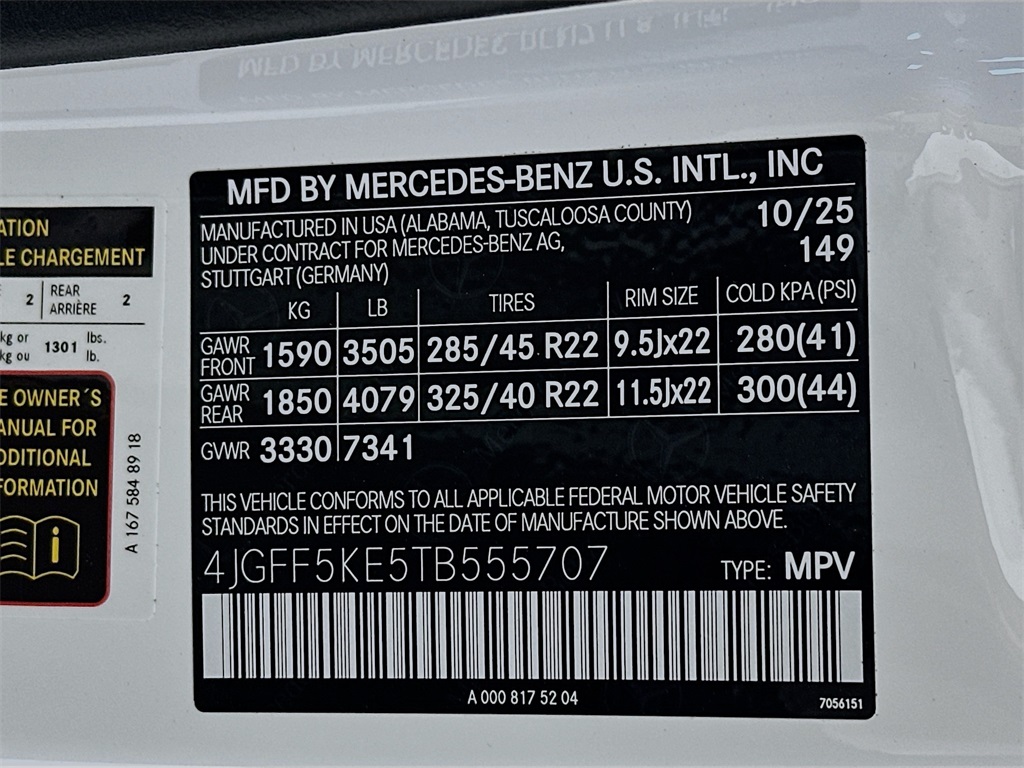 MFD BY MERCEDES-BENZ U.S. INTL., INC
MANUFACTURED IN USA (ALABAMA, TUSCALOOSA COUNTY) 10/25
UNDER CONTRACT FOR MERCEDES-BENZ AG, 149
STUTTGART (GERMANY)
KG LB TIRES RIM SIZE COLD KPA (PSI)
GAWR FRONT 1590 3505 285/45 R22 9.5Jx22 280(41)
GAWR REAR 1850 4079 325/40 R22 11.5Jx22 300(44)
GVWR 3330 7341
THIS VEHICLE CONFORMS TO ALL APPLICABLE FEDERAL MOTOR VEHICLE SAFETY
STANDARDS IN EFFECT ON THE DATE OF MANUFACTURE SHOWN ABOVE.
4JGFF5KE5TB555707 TYPE: MPV
A 000 817 52 04
7056151
ATION
LE CHARGEMENT
2 REAR 2
ARRIÈRE
kg or 1301 lbs.
kg ou lb.
E OWNER´S
ANUAL FOR
DDITIONAL
FORMATION
i
A 167 584 89 18